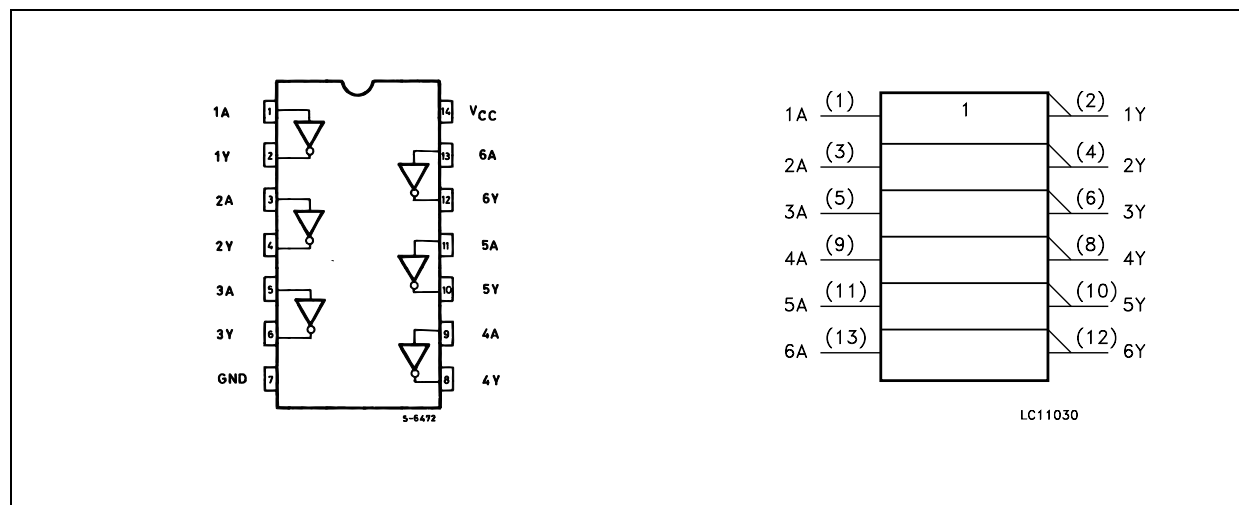 1A 1 14 VCC
1Y 2 13 6A
2A 3 12 6Y
2Y 4 11 5A
3A 5 10 5Y
3Y 6 9 4A
GND 7 8 4Y
S-6472
1A (1) 1 (2) 1Y
2A (3) (4) 2Y
3A (5) (6) 3Y
4A (9) (8) 4Y
5A (11) (10) 5Y
6A (13) (12) 6Y
LC11030